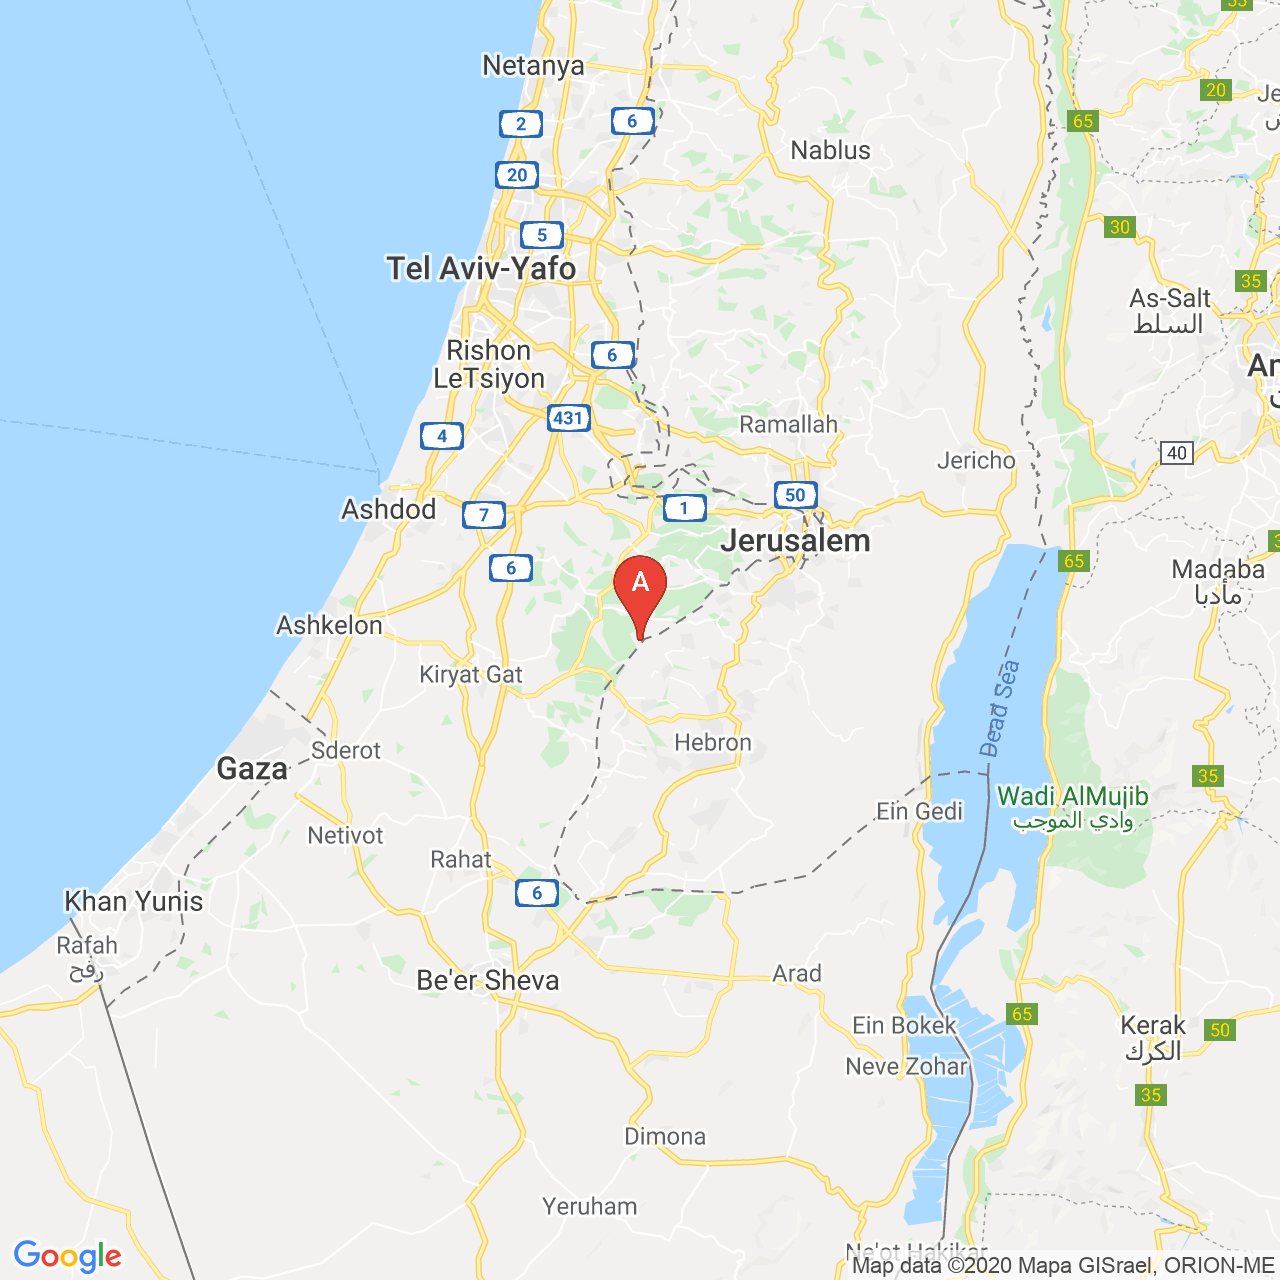 35
Netanya
6
2
20
65
Nablus
20
5
30
Tel Aviv-Yafo
35
As-Salt
السلط
Rishon
LeTsiyon
6
431
Ramallah
4
40
Jericho
50
Ashdod
7
1
Jerusalem
6
65
Madaba
مأدبا
A
Ashkelon
Kiryat Gat
Dead Sea
Hebron
Sderot
Gaza
35
Wadi AlMujib
وادي الموجب
Ein Gedi
Netivot
Rahat
6
Khan Yunis
Rafah
رفح
Be'er Sheva
Arad
65
Ein Bokek
Kerak
الكرك
50
Neve Zohar
35
Dimona
Yeruham
Ne'ot Hakikar
Google
Map data ©2020 Mapa GISrael, ORION-ME